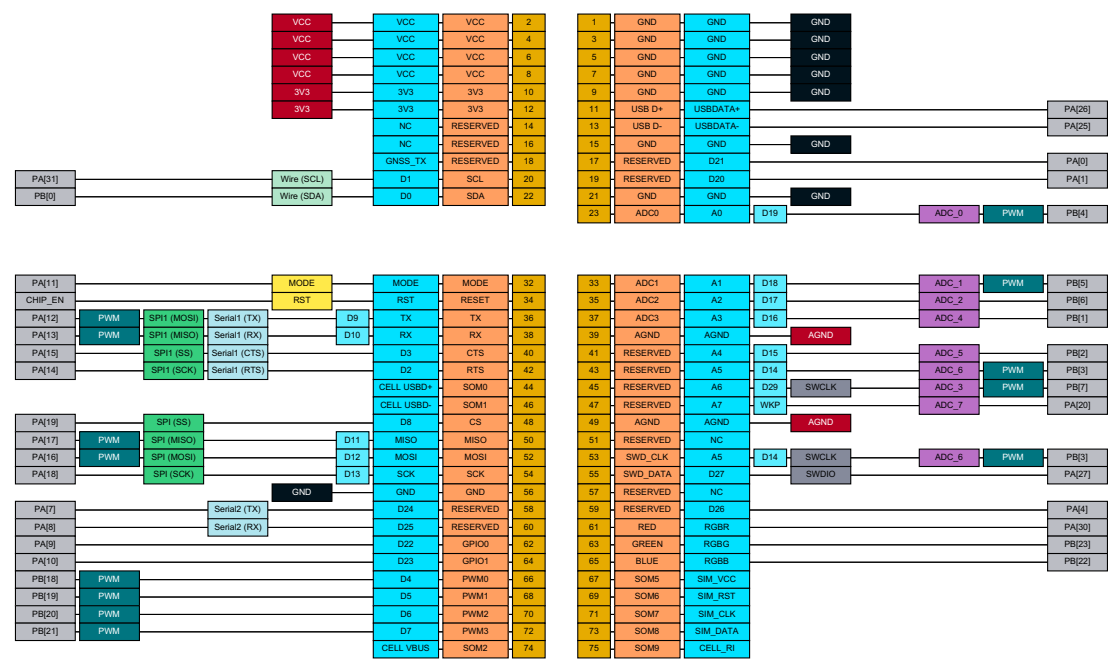 VCC VCC VCC 2 1 GND GND GND
VCC VCC VCC 4 3 GND GND GND
VCC VCC VCC 6 5 GND GND GND
VCC VCC VCC 8 7 GND GND GND
3V3 3V3 3V3 10 9 GND GND GND
3V3 3V3 3V3 12 11 USB D+ USBDATA+ PA[26]
NC RESERVED 14 13 USB D- USBDATA- PA[25]
NC RESERVED 16 15 GND GND GND
GNSS_TX RESERVED 18 17 RESERVED D21 PA[0]
PA[31] Wire (SCL) D1 SCL 20 19 RESERVED D20 PA[1]
PB[0] Wire (SDA) D0 SDA 22 21 GND GND GND
23 ADC0 A0 D19 ADC_0 PWM PB[4]
PA[11] MODE MODE MODE 32 33 ADC1 A1 D18 ADC_1 PWM PB[5]
CHIP_EN RST RST RESET 34 35 ADC2 A2 D17 ADC_2 PB[6]
PA[12] PWM SPI1 (MOSI) Serial1 (TX) D9 TX TX 36 37 ADC3 A3 D16 ADC_4 PB[1]
PA[13] PWM SPI1 (MISO) Serial1 (RX) D10 RX RX 38 39 AGND AGND AGND
PA[15] SPI1 (SS) Serial1 (CTS) D3 CTS 40 41 RESERVED A4 D15 ADC_5 PB[2]
PA[14] SPI1 (SCK) Serial1 (RTS) D2 RTS 42 43 RESERVED A5 D14 ADC_6 PWM PB[3]
CELL USBD+ SOM0 44 45 RESERVED A6 D29 SWCLK ADC_3 PWM PB[7]
CELL USBD- SOM1 46 47 RESERVED A7 WKP ADC_7 PA[20]
PA[19] SPI (SS) D8 CS 48 49 AGND AGND AGND
PA[17] PWM SPI (MISO) D11 MISO MISO 50 51 RESERVED NC
PA[16] PWM SPI (MOSI) D12 MOSI MOSI 52 53 SWD_CLK A5 D14 SWCLK ADC_6 PWM PB[3]
PA[18] SPI (SCK) D13 SCK SCK 54 55 SWD_DATA D27 SWDIO PA[27]
GND GND GND 56 57 RESERVED NC
PA[7] Serial2 (TX) D24 RESERVED 58 59 RESERVED D26 PA[4]
PA[8] Serial2 (RX) D25 RESERVED 60 61 RED RGBR PA[30]
PA[9] D22 GPIO0 62 63 GREEN RGBG PB[23]
PA[10] D23 GPIO1 64 65 BLUE RGBB PB[22]
PB[18] PWM D4 PWM0 66 67 SOM5 SIM_VCC
PB[19] PWM D5 PWM1 68 69 SOM6 SIM_RST
PB[20] PWM D6 PWM2 70 71 SOM7 SIM_CLK
PB[21] PWM D7 PWM3 72 73 SOM8 SIM_DATA
CELL VBUS SOM2 74 75 SOM9 CELL_RI